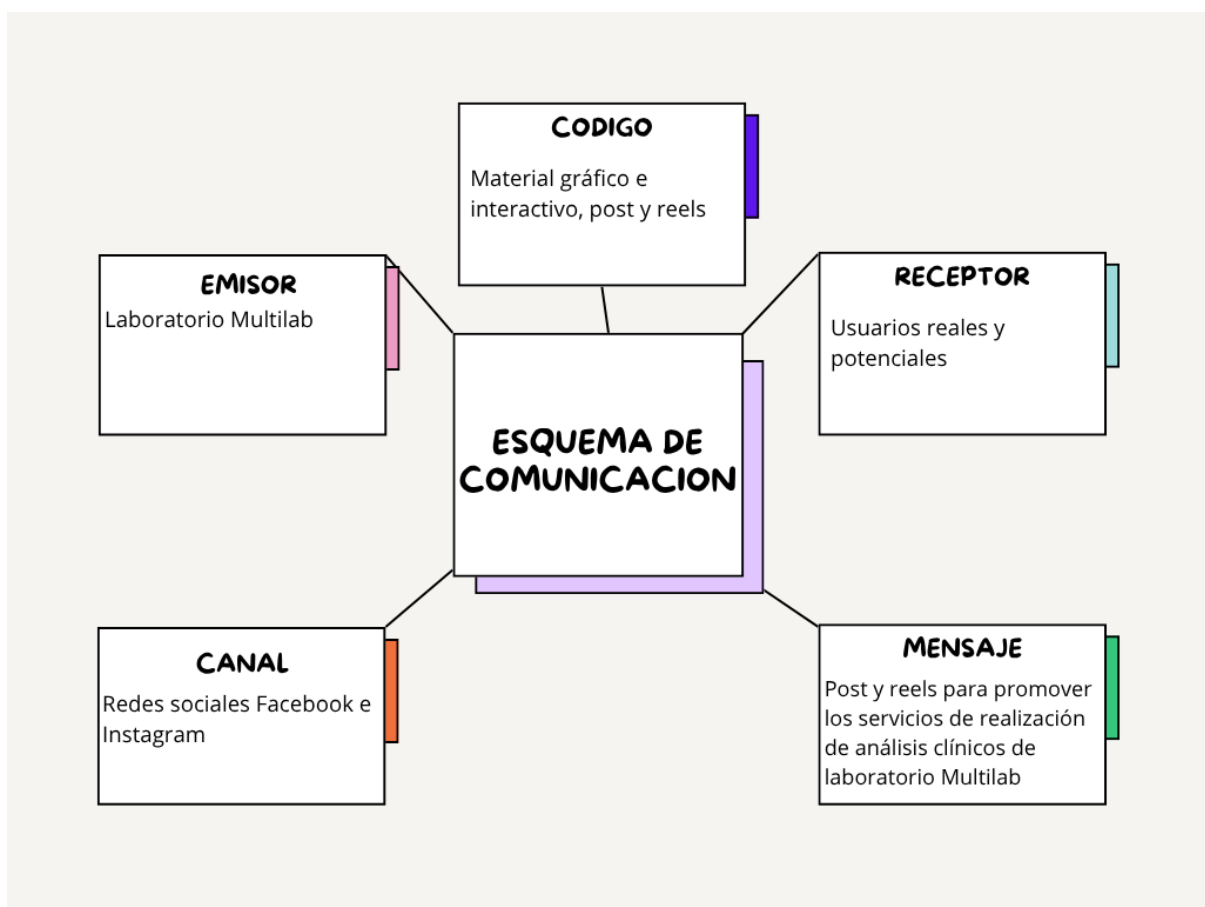 CODIGO
Material gráfico e
interactivo, post y reels
EMISOR
Laboratorio Multilab
RECEPTOR
Usuarios reales y
potenciales
ESQUEMA DE
COMUNICACION
CANAL
Redes sociales Facebook e
Instagram
MENSAJE
Post y reels para promover
los servicios de realización
de análisis clínicos de
laboratorio Multilab